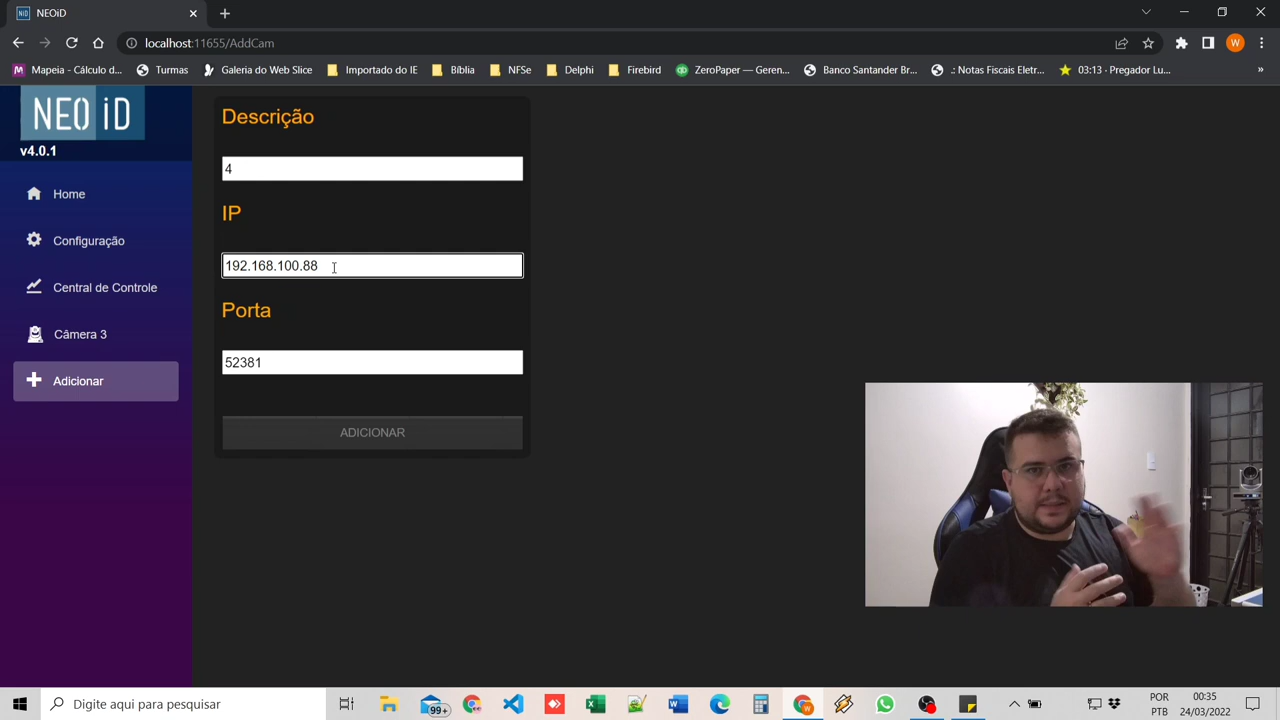 NEOiD
localhost:11655/AddCam
W
Mapeia - Cálculo d...
Turmas
Galeria do Web Slice
Importado do IE
Bíblia
NFSe
Delphi
Firebird
ZeroPaper — Geren...
Banco Santander Br...
.: Notas Fiscais Eletr...
03:13 - Pregador Lu...
»
NEO iD
v4.0.1
Home
Configuração
Central de Controle
Câmera 3
Adicionar
Descrição
4
IP
192.168.100.88
Porta
52381
ADICIONAR
Digite aqui para pesquisar
99+
POR
PTB
00:35
24/03/2022